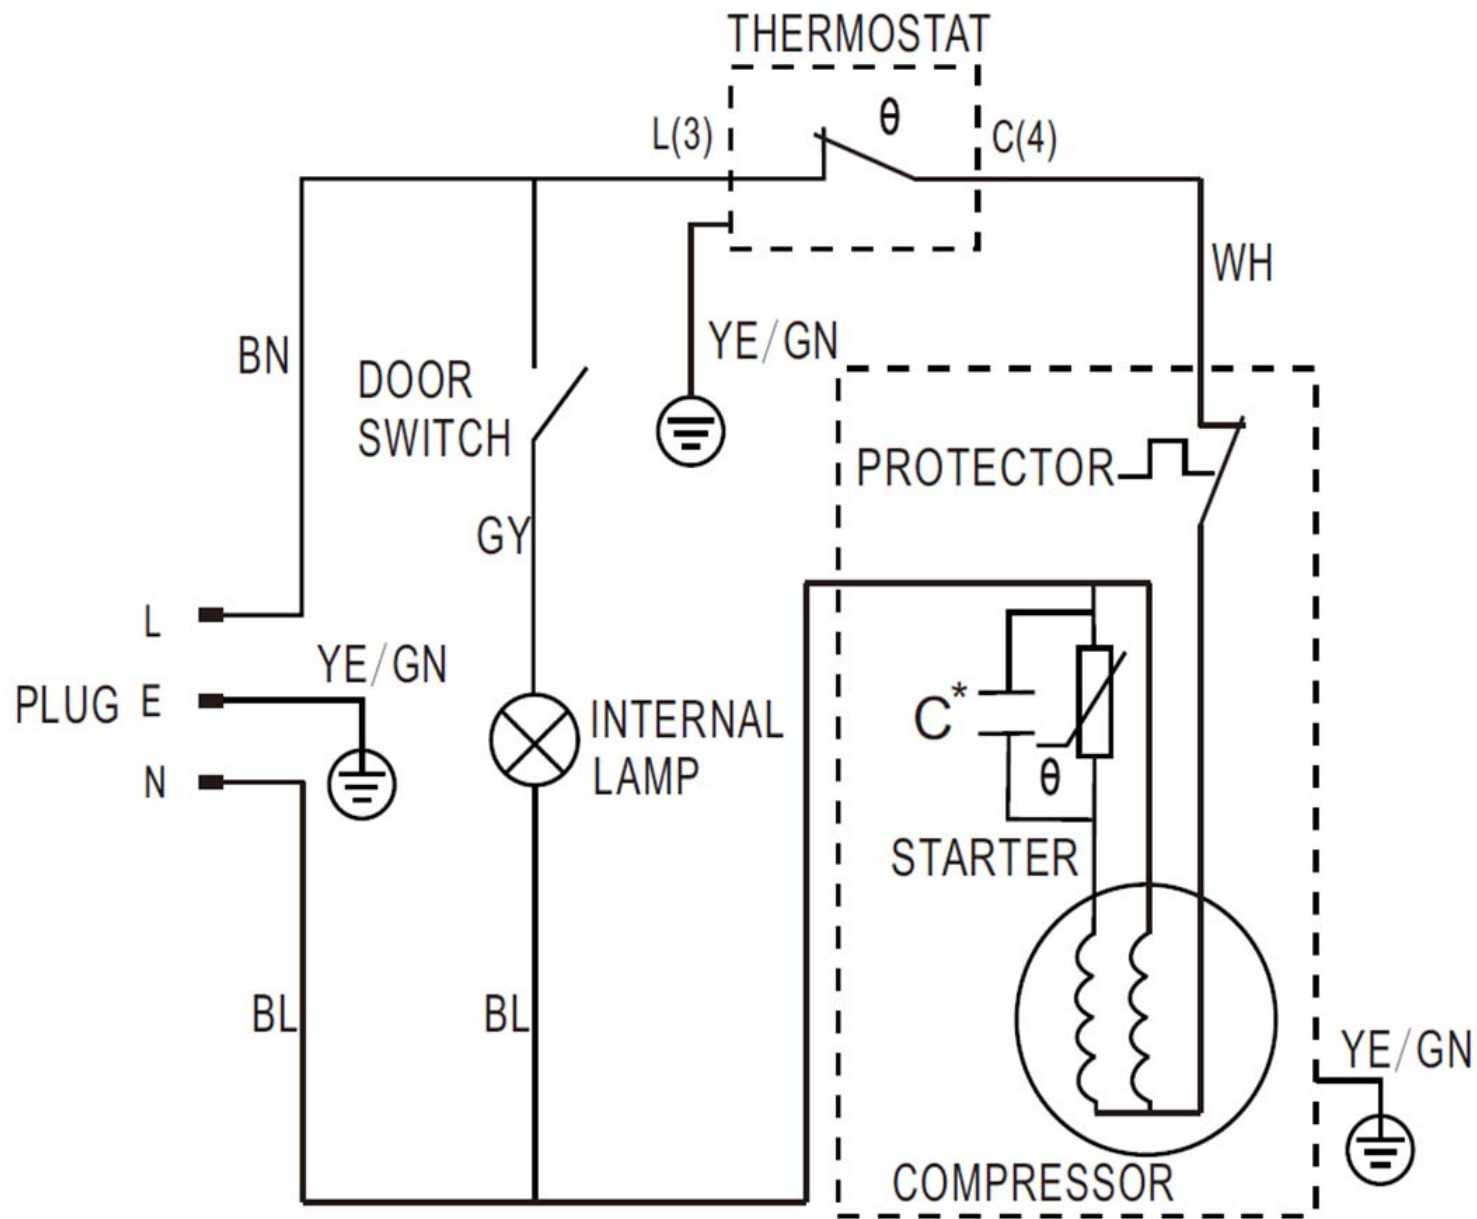 THERMOSTAT
θ
L(3)
C(4)
WH
BN
YE/GN
DOOR
SWITCH
PROTECTOR
GY
L
YE/GN
PLUG E
N
INTERNAL
LAMP
C*
θ
STARTER
BL
BL
YE/GN
COMPRESSOR